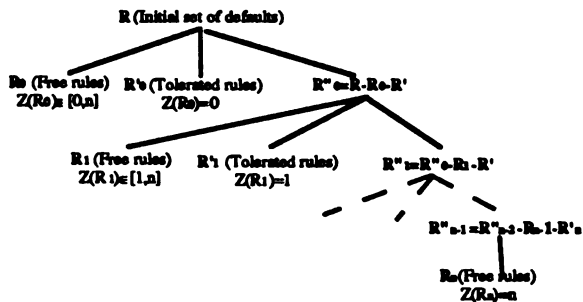 R (Initial set of defaults)
R0 (Free rules) R'0 (Tolerated rules) R"0=R-R0-R'
Z(R0)∈ [0,n] Z(R0)=0
R1 (Free rules) R'1 (Tolerated rules) R"1=R"0-R1-R'
Z(R1)∈ [1,n] Z(R1)=1
R"n-1=R"n-2-Rn-1-R'n
Rn(Free rules)
Z(Rn)=n